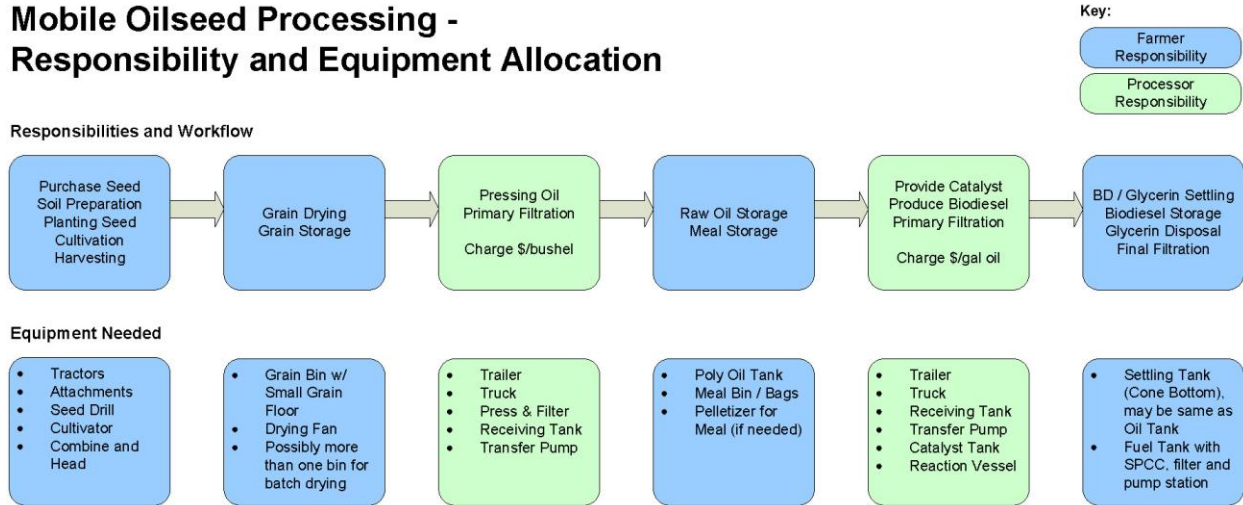 Mobile Oilseed Processing -
Responsibility and Equipment Allocation
Key:
Farmer
Responsibility
Processor
Responsibility
Responsibilities and Workflow
Purchase Seed
Soil Preparation
Planting Seed
Cultivation
Harvesting
Grain Drying
Grain Storage
Pressing Oil
Primary Filtration
Charge $/bushel
Raw Oil Storage
Meal Storage
Provide Catalyst
Produce Biodiesel
Primary Filtration
Charge $/gal oil
BD / Glycerin Settling
Biodiesel Storage
Glycerin Disposal
Final Filtration
Equipment Needed
• Tractors
• Attachments
• Seed Drill
• Cultivator
• Combine and
Head
• Grain Bin w/
Small Grain
Floor
• Drying Fan
• Possibly more
than one bin for
batch drying
• Trailer
• Truck
• Press & Filter
• Receiving Tank
• Transfer Pump
• Poly Oil Tank
• Meal Bin / Bags
• Pelletizer for
Meal (if needed)
• Trailer
• Truck
• Receiving Tank
• Transfer Pump
• Catalyst Tank
• Reaction Vessel
• Settling Tank
(Cone Bottom),
may be same as
Oil Tank
• Fuel Tank with
SPCC, filter and
pump station